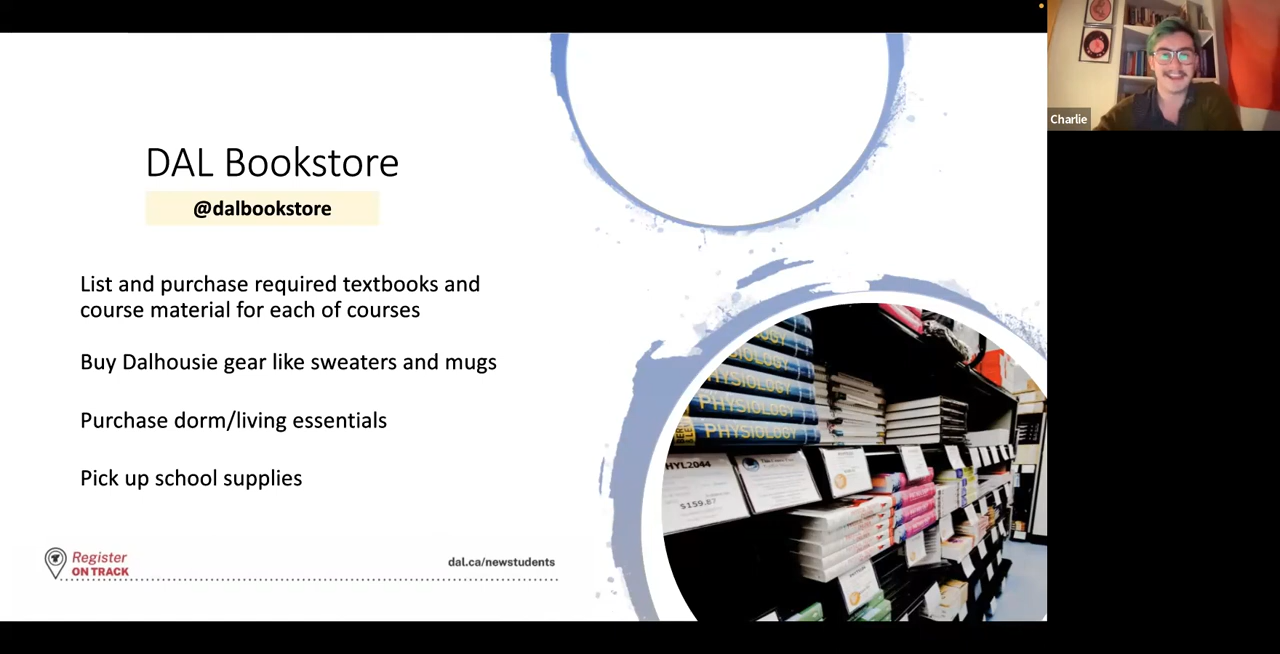 DAL Bookstore
@dalbookstore
List and purchase required textbooks and
course material for each of courses
Buy Dalhousie gear like sweaters and mugs
Purchase dorm/living essentials
Pick up school supplies
Register
ON TRACK
dal.ca/newstudents
Charlie
PHYSIOLOGY
PHYSIOLOGY
PHYSIOLOGY
HYL2044
$159.87